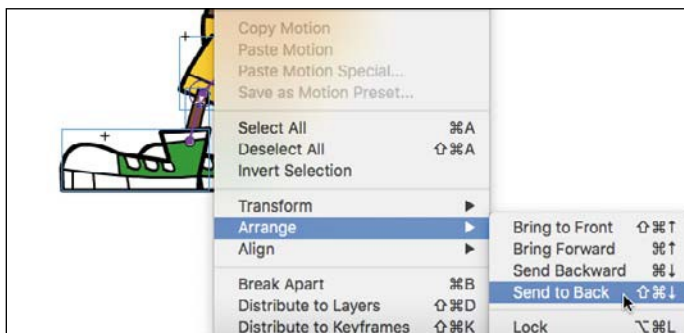 Copy Motion
Paste Motion
Paste Motion Special...
Save as Motion Preset...
Select All ⌘A
Deselect All ⇧⌘A
Invert Selection
Transform ▶
Arrange ▶
Align ▶
Break Apart ⌘B
Distribute to Layers ⇧⌘D
Distribute to Keyframes ⇧⌘K
Bring to Front ⇧⌘↑
Bring Forward ⌘↑
Send Backward ⌘↓
Send to Back ⇧⌘↓
Lock ⌥⌘L